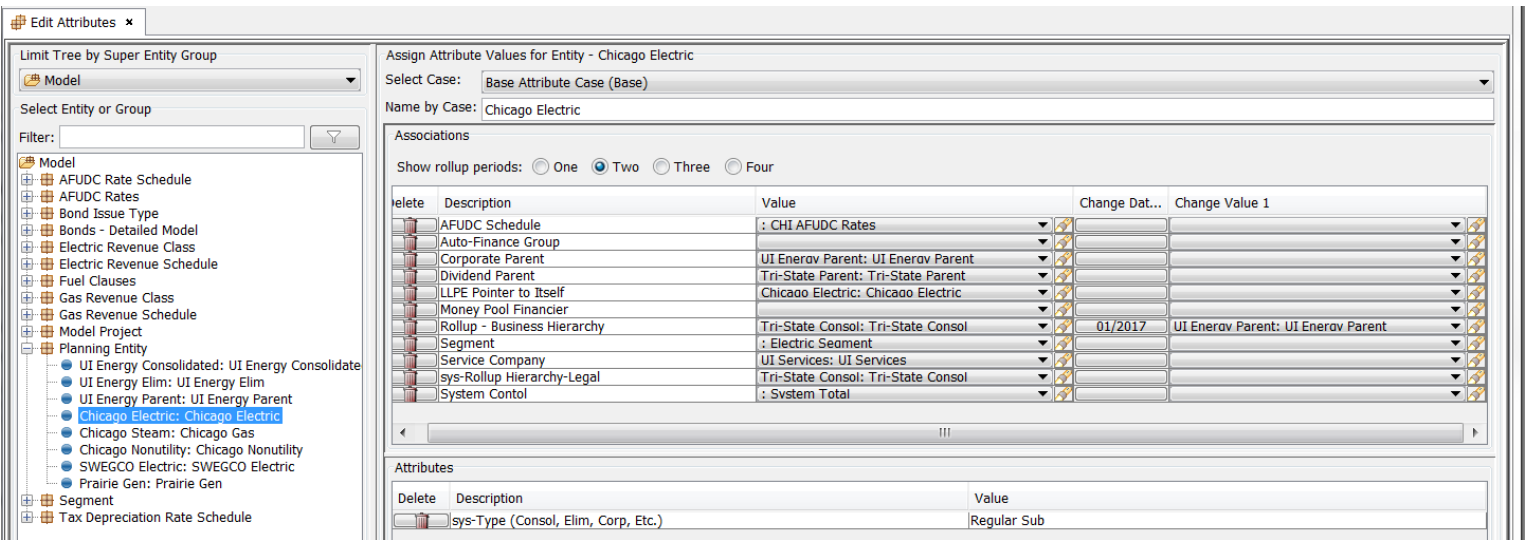 Edit Attributes ×
Limit Tree by Super Entity Group
Model
Select Entity or Group
Filter:
Model
AFUDC Rate Schedule
AFUDC Rates
Bond Issue Type
Bonds - Detailed Model
Electric Revenue Class
Electric Revenue Schedule
Fuel Clauses
Gas Revenue Class
Gas Revenue Schedule
Model Project
Planning Entity
UI Energy Consolidated: UI Energy Consolidate
UI Energy Elim: UI Energy Elim
UI Energy Parent: UI Energy Parent
Chicago Electric: Chicago Electric
Chicago Steam: Chicago Gas
Chicago Nonutility: Chicago Nonutility
SWEGCO Electric: SWEGCO Electric
Prairie Gen: Prairie Gen
Segment
Tax Depreciation Rate Schedule
Assign Attribute Values for Entity - Chicago Electric
Select Case: Base Attribute Case (Base)
Name by Case: Chicago Electric
Associations
Show rollup periods: One Two Three Four
elete Description Value Change Dat... Change Value 1
AFUDC Schedule : CHI AFUDC Rates
Auto-Finance Group
Corporate Parent UI Energy Parent: UI Energy Parent
Dividend Parent Tri-State Parent: Tri-State Parent
LLPE Pointer to Itself Chicago Electric: Chicago Electric
Money Pool Financier
Rollup - Business Hierarchy Tri-State Consol: Tri-State Consol 01/2017 UI Energy Parent: UI Energy Parent
Segment : Electric Segment
Service Company UI Services: UI Services
sys-Rollup Hierarchy-Legal Tri-State Consol: Tri-State Consol
System Contol : System Total
Attributes
Delete Description Value
sys-Type (Consol, Elim, Corp, Etc.) Regular Sub